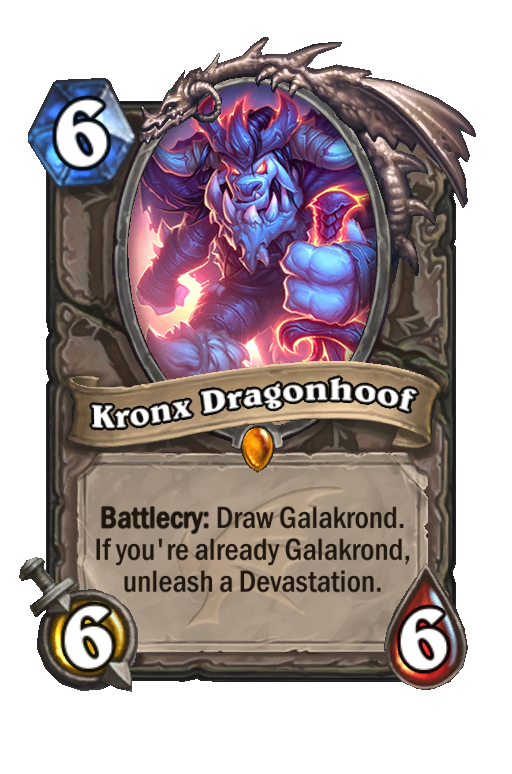 6
Kronx Dragonhoof
Battlecry: Draw Galakrond.
If you're already Galakrond,
unleash a Devastation.
6
6